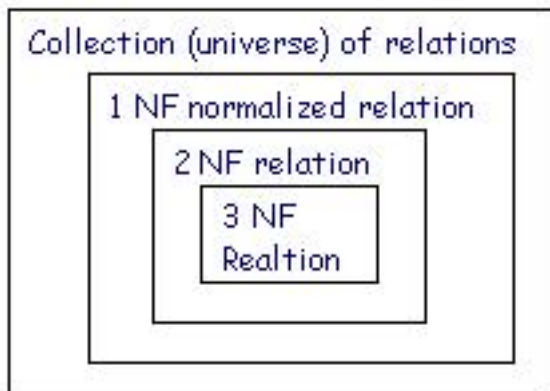 Collection (universe) of relations
1 NF normalized relation
2 NF relation
3 NF
Realtion